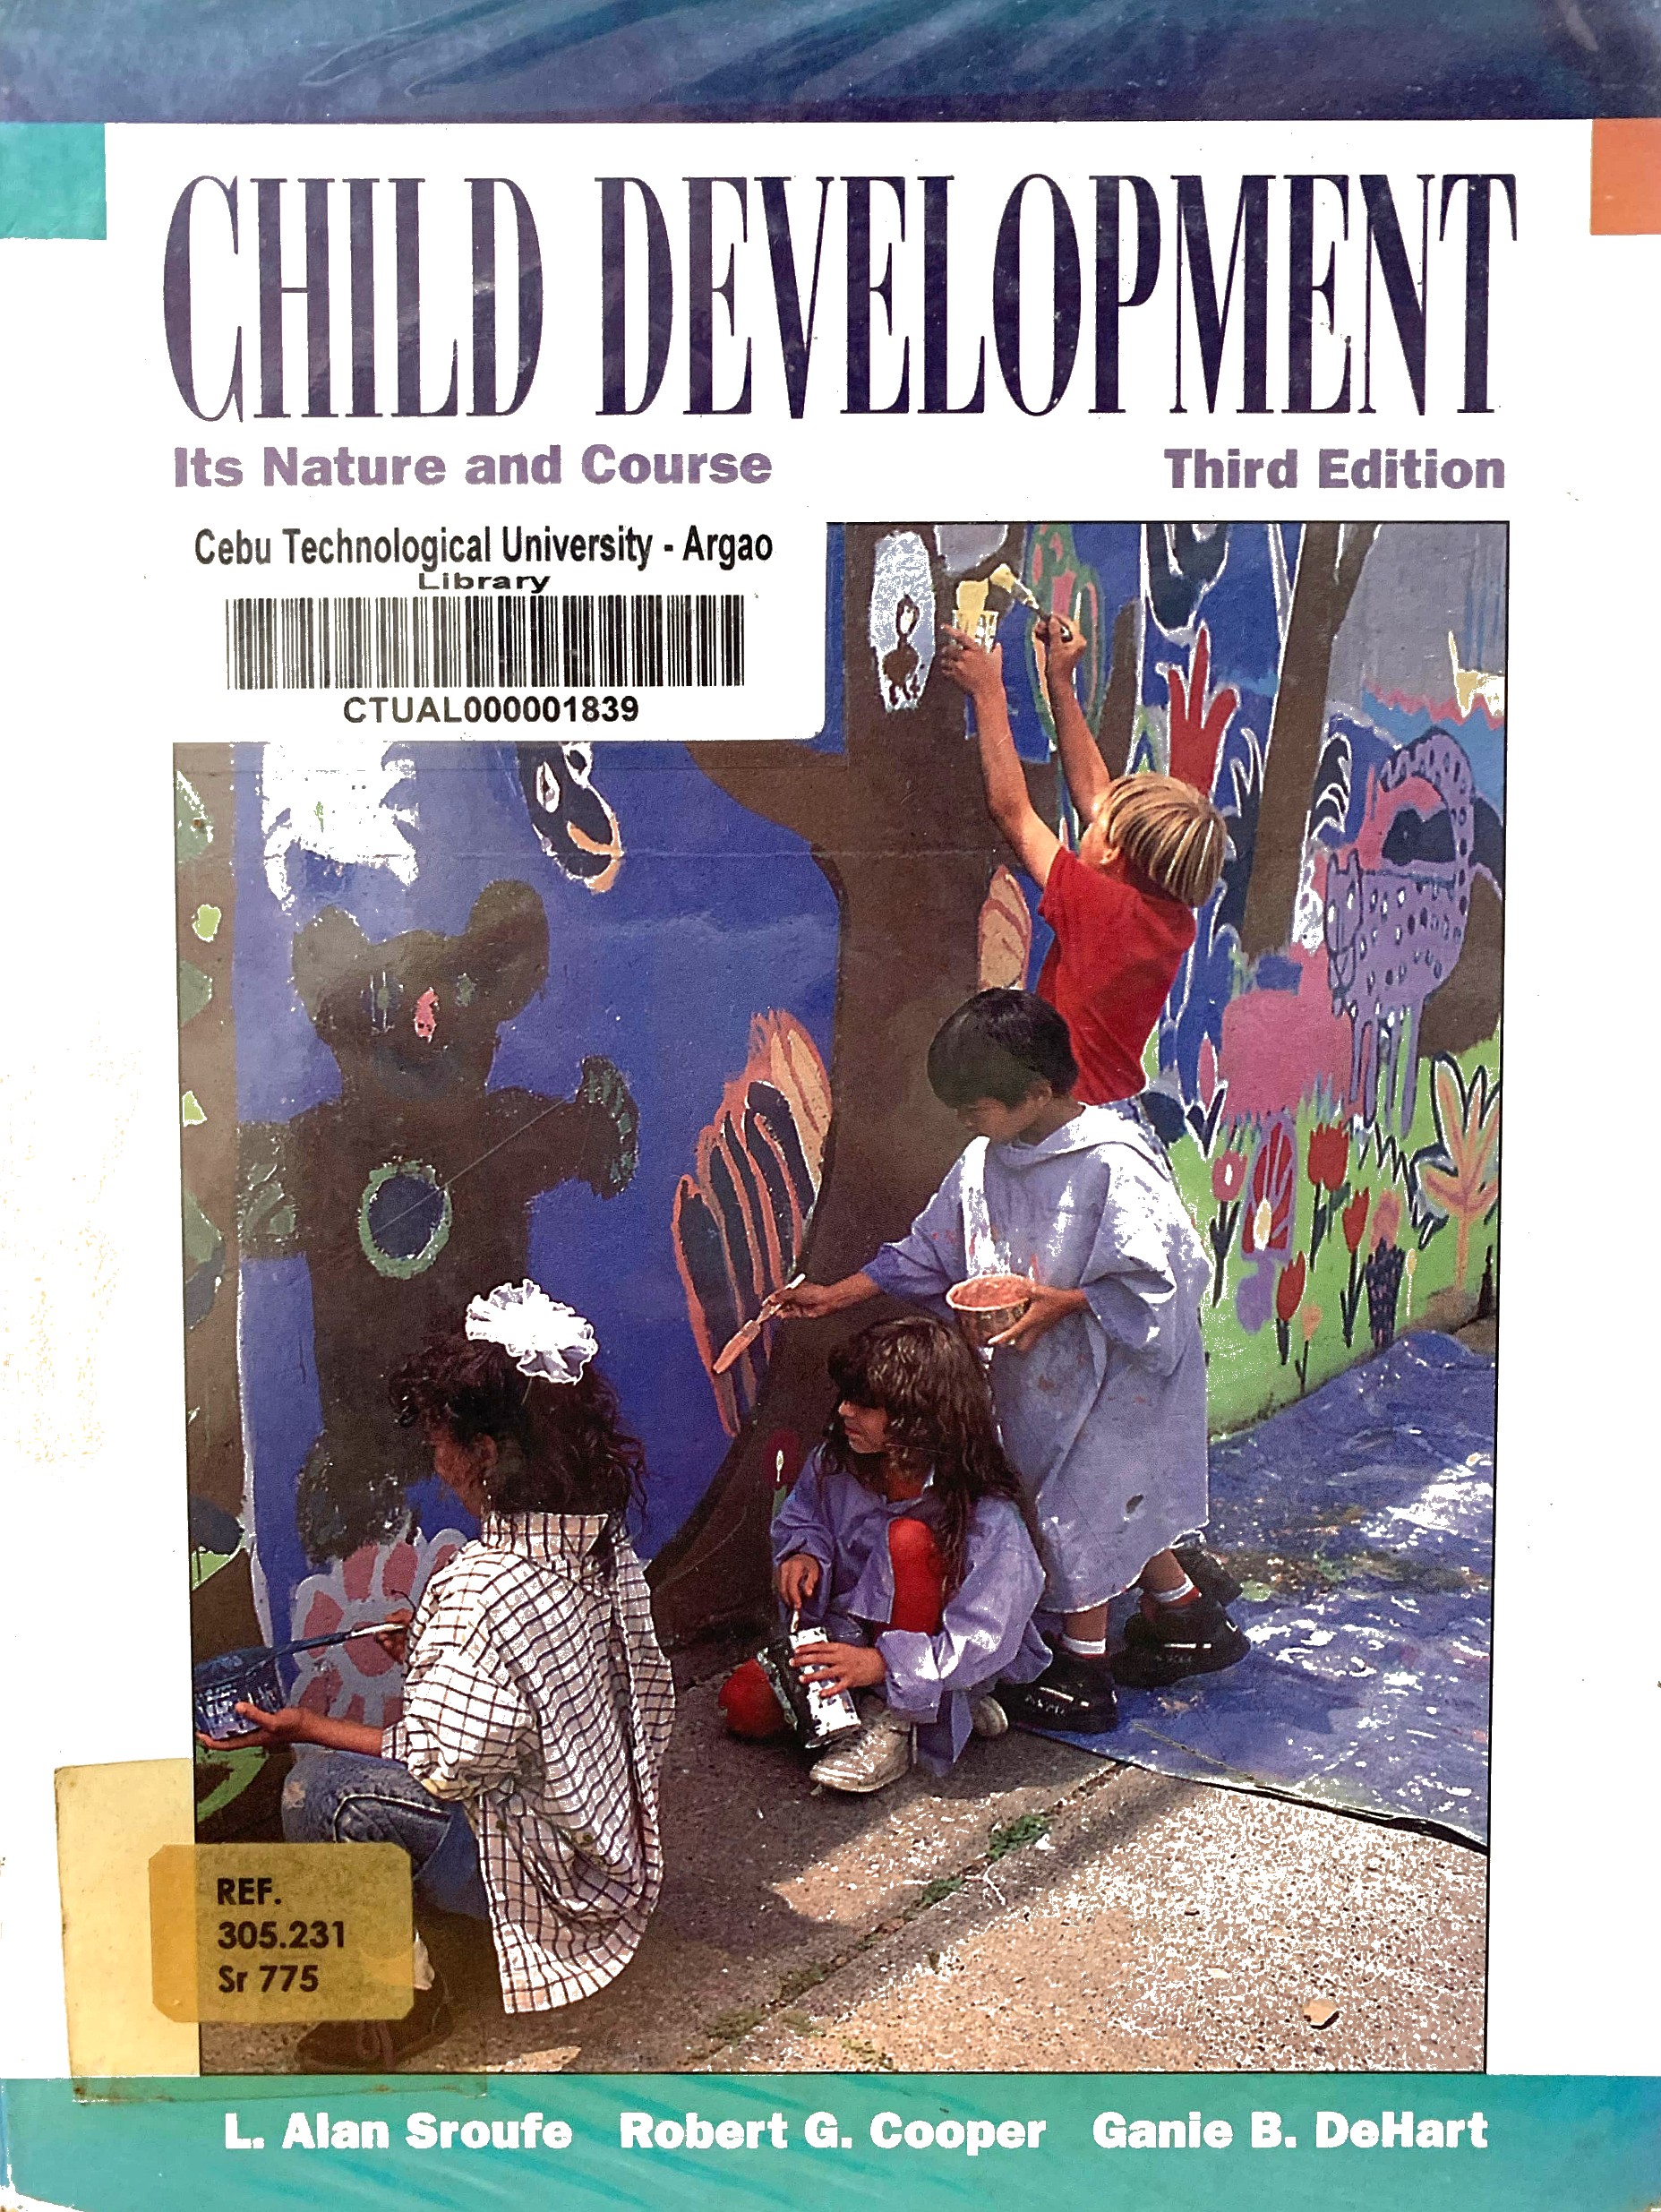 CHILD DEVELOPMENT
Its Nature and Course
Third Edition
Cebu Technological University - Argao
Library
CTUAL000001839
REF.
305.231
Sr 775
L. Alan Sroufe Robert G. Cooper Ganie B. DeHart